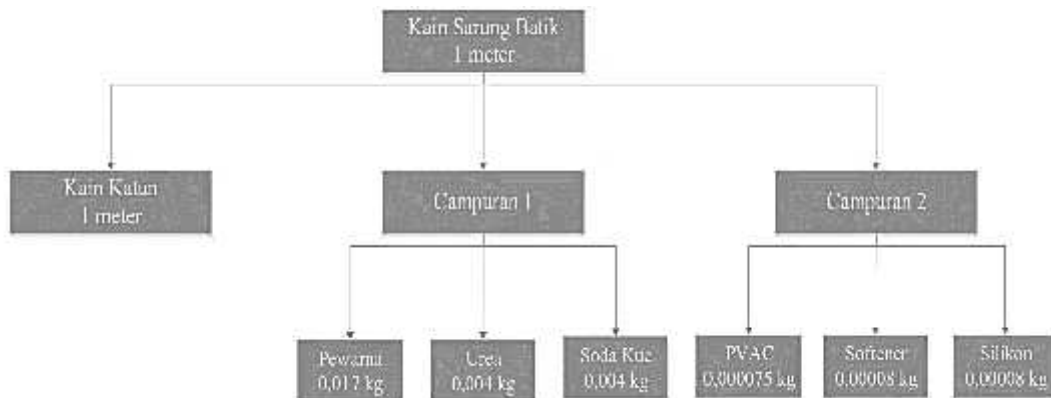 Kain Sarung Batik
1 meter
Kain Katun
1 meter
Campuran 1
Campuran 2
Pewarna
0,017 kg
Urea
0,004 kg
Soda Kue
0,004 kg
PVAC
0,000075 kg
Softener
0,00008 kg
Silikon
0,00008 kg